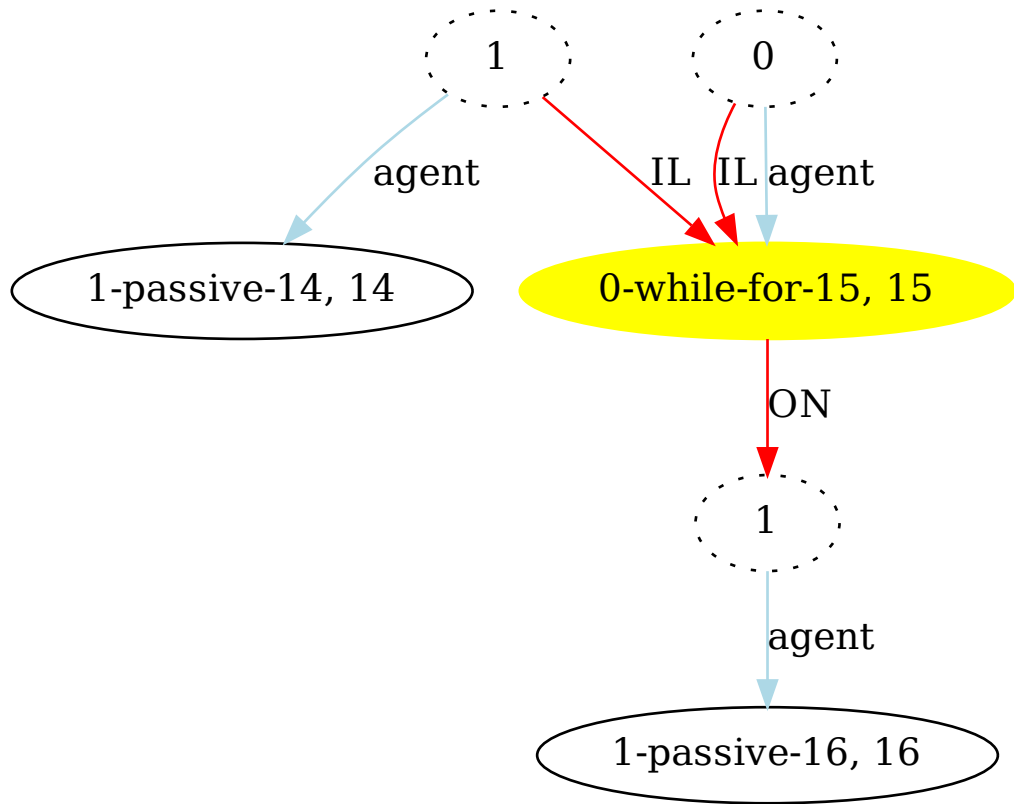 1
0
agent
IL
IL
agent
1-passive-14, 14
0-while-for-15, 15
ON
1
agent
1-passive-16, 16